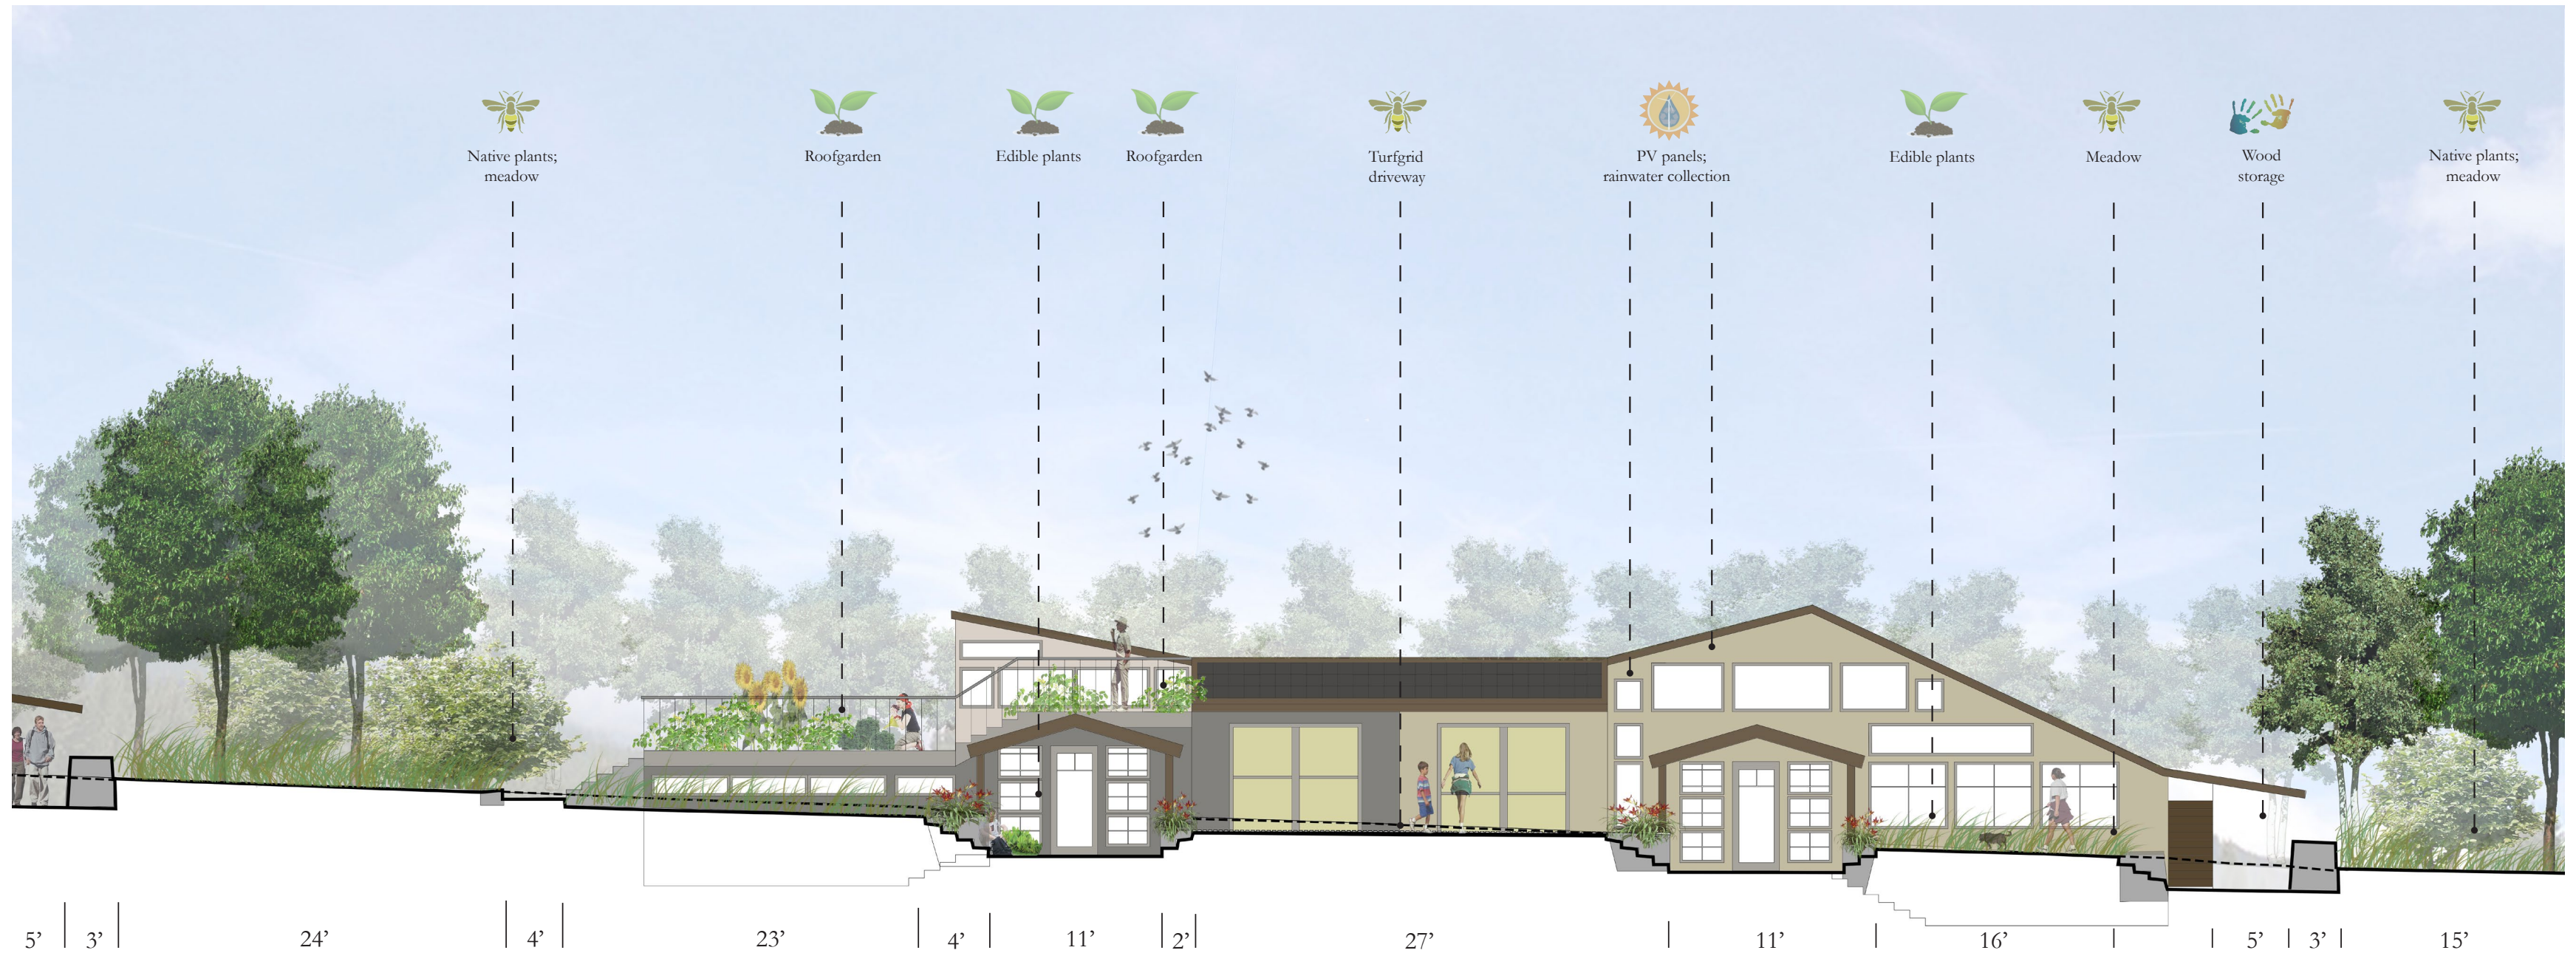 Native plants;
meadow
Roofgarden
Edible plants
Roofgarden
Turfgrid
driveway
PV panels;
rainwater collection
Edible plants
Meadow
Wood
storage
Native plants;
meadow
5’
3’
24’
4’
23’
4’
11’
2’
27’
11’
16’
5’
3’
15’